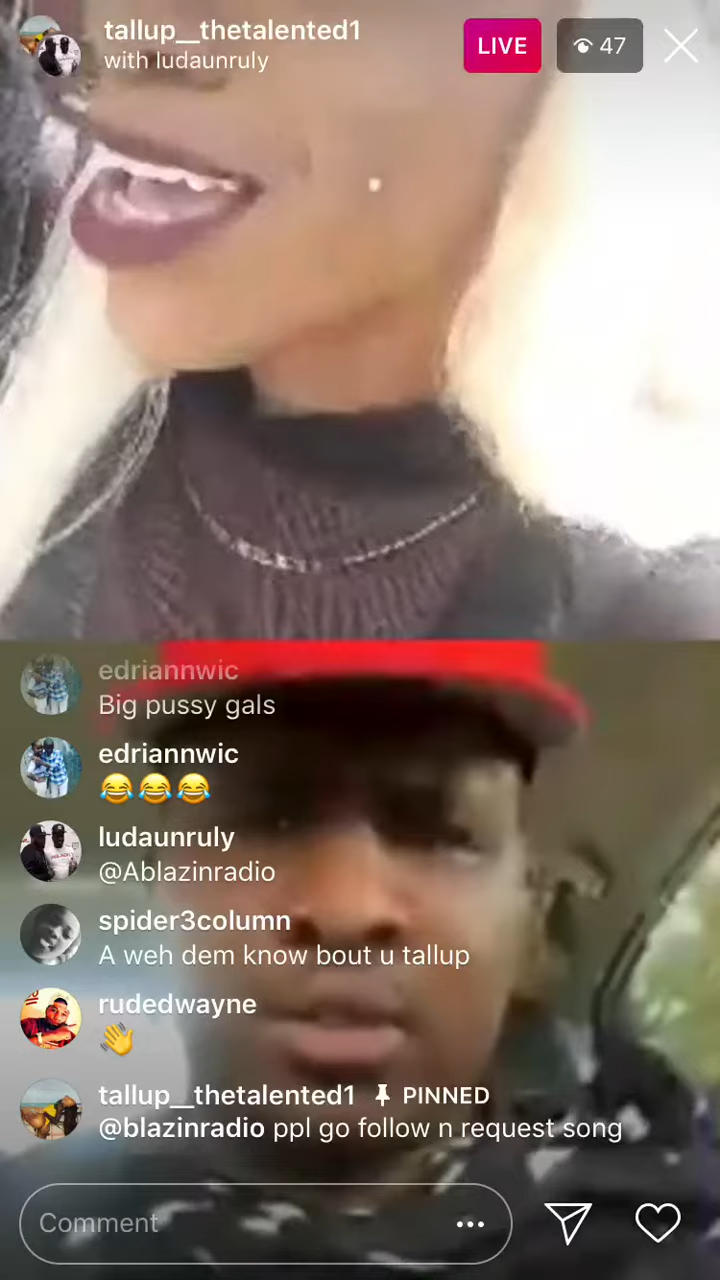 tallup__thetalented1
with ludaunruly
LIVE
47
edriannwic
Big pussy gals
edriannwic
😂😂😂
ludaunruly
@Ablazinradio
spider3column
A weh dem know bout u tallup
rudedwayne
👋
tallup__thetalented1 PINNED
@blazinradio ppl go follow n request song
Comment